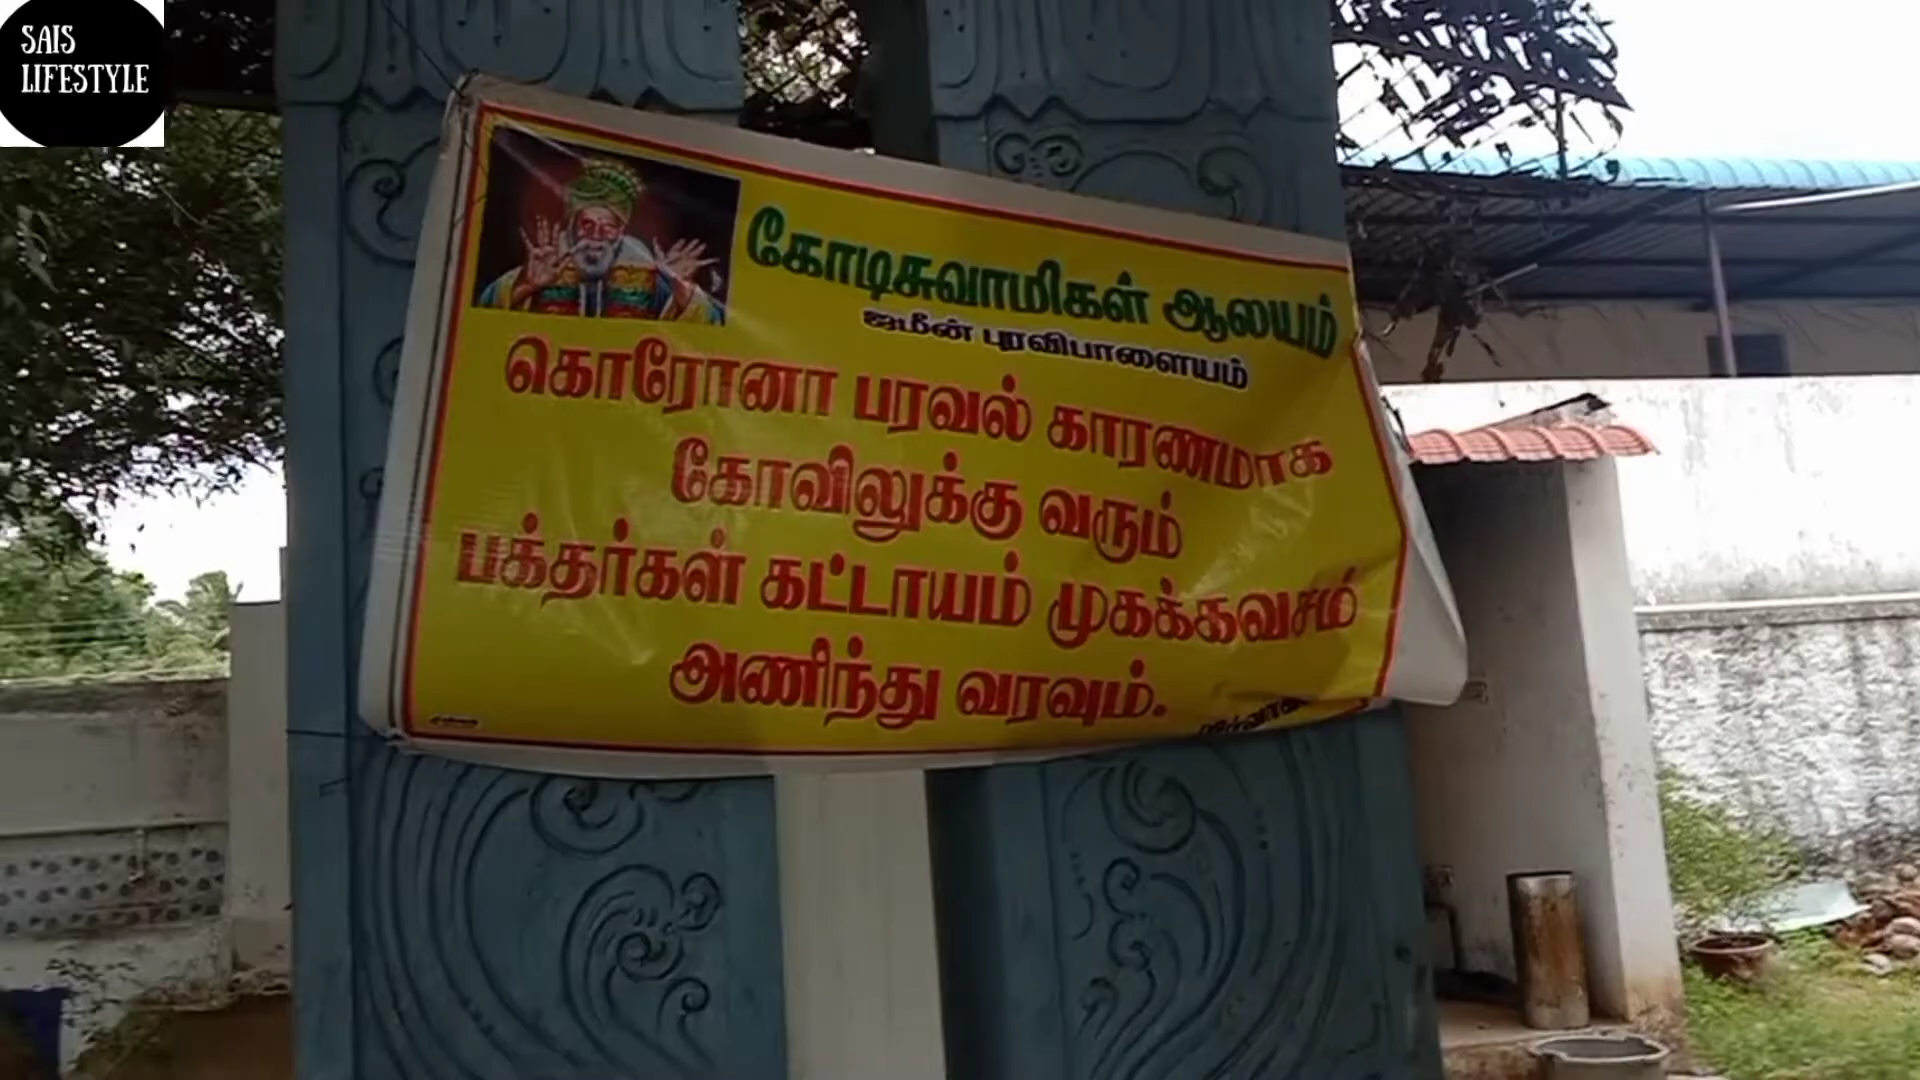 SAIS
LIFESTYLE
கோடிசுவாமிகள் ஆலயம்
ஜமீன் புரவிபாளையம்
கொரோனா பரவல் காரணமாக
கோவிலுக்கு வரும்
பக்தர்கள் கட்டாயம் முகக்கவசம்
அணிந்து வரவும்.